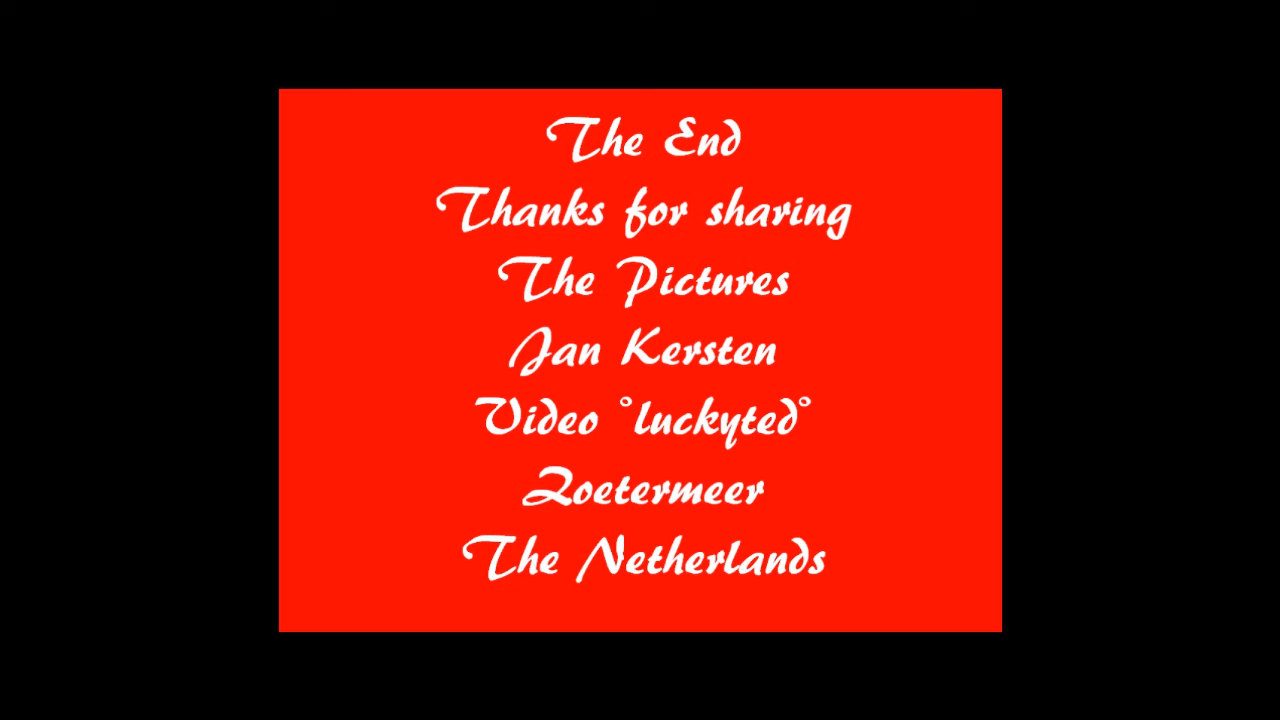 The End
Thanks for sharing
The Pictures
Jan Kersten
Video °luckyted°
Zoetermeer
The Netherlands